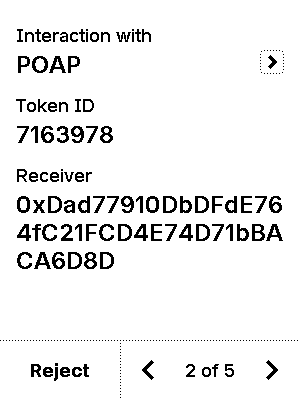 Interaction with
POAP
Token ID
7163978
Receiver
0xDad77910DbDFdE76
4fC21FCD4E74D71bBA
CA6D8D
Reject
2 of 5